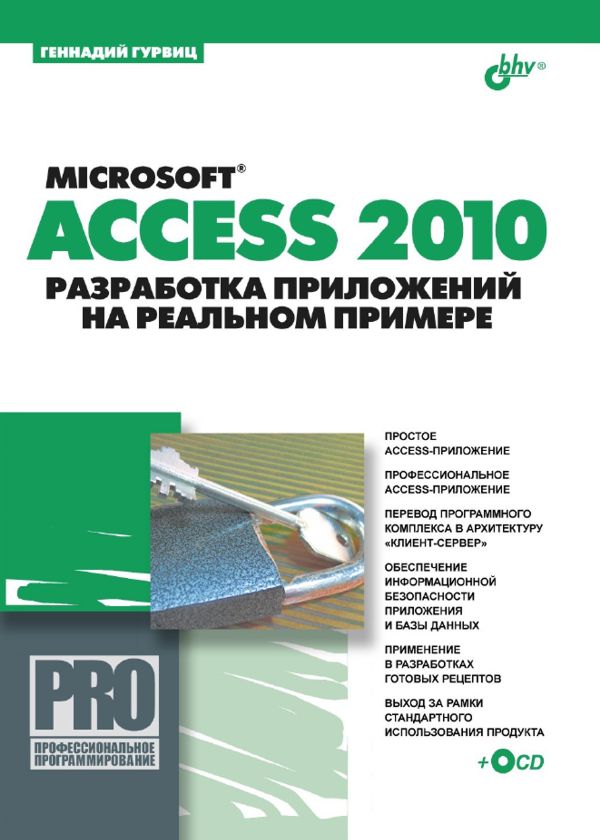 ГЕННАДИЙ ГУРВИЦ
bhv®
MICROSOFT®
ACCESS 2010
РАЗРАБОТКА ПРИЛОЖЕНИЙ
НА РЕАЛЬНОМ ПРИМЕРЕ
ПРОСТОЕ
ACCESS-ПРИЛОЖЕНИЕ
ПРОФЕССИОНАЛЬНОЕ
ACCESS-ПРИЛОЖЕНИЕ
ПЕРЕВОД ПРОГРАММНОГО
КОМПЛЕКСА В АРХИТЕКТУРУ
«КЛИЕНТ-СЕРВЕР»
ОБЕСПЕЧЕНИЕ
ИНФОРМАЦИОННОЙ
БЕЗОПАСНОСТИ
ПРИЛОЖЕНИЯ
И БАЗЫ ДАННЫХ
ПРИМЕНЕНИЕ
В РАЗРАБОТКАХ
ГОТОВЫХ РЕЦЕПТОВ
ВЫХОД ЗА РАМКИ
СТАНДАРТНОГО
ИСПОЛЬЗОВАНИЯ ПРОДУКТА
+ CD
PRO
ПРОФЕССИОНАЛЬНОЕ
ПРОГРАММИРОВАНИЕ